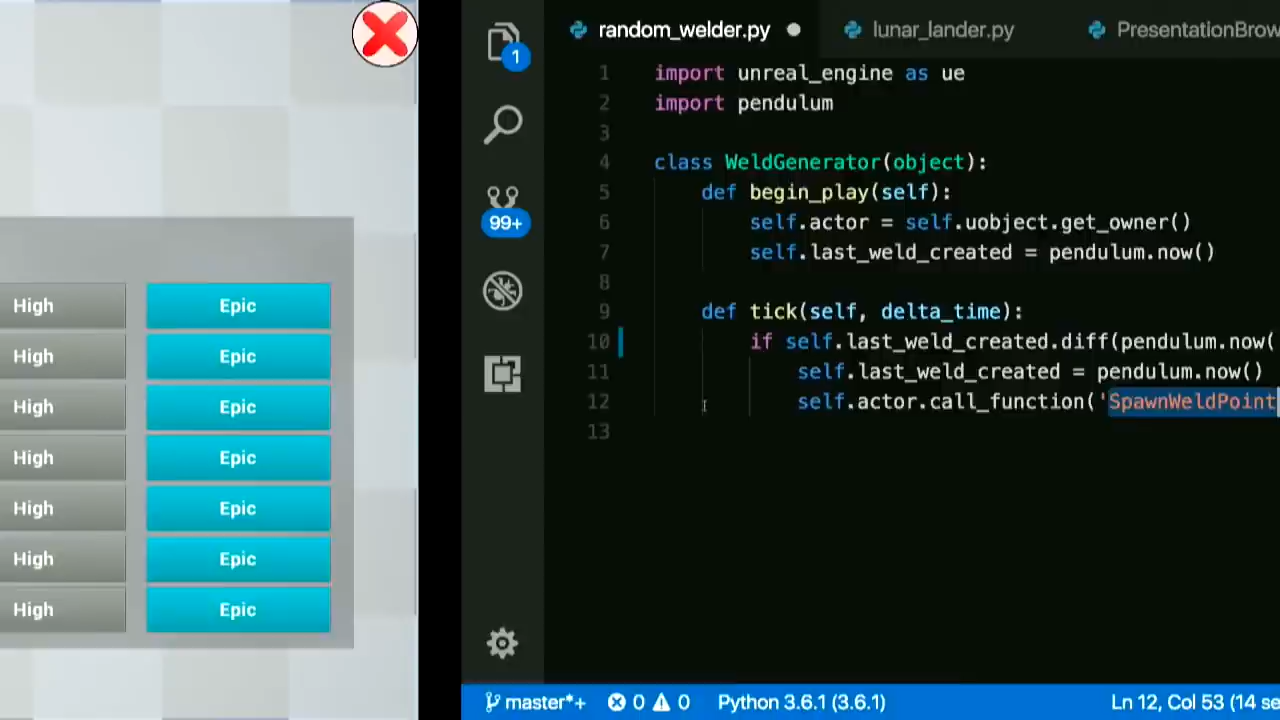 High Epic
High Epic
High Epic
High Epic
High Epic
High Epic
High Epic
random_welder.py lunar_lander.py PresentationBrow
1
99+
1 import unreal_engine as ue
2 import pendulum
3
4 class WeldGenerator(object):
5 def begin_play(self):
6 self.actor = self.uobject.get_owner()
7 self.last_weld_created = pendulum.now()
8
9 def tick(self, delta_time):
10 if self.last_weld_created.diff(pendulum.now(
11 self.last_weld_created = pendulum.now()
12 self.actor.call_function('SpawnWeldPoint
13
master*+ 0 0 Python 3.6.1 (3.6.1) Ln 12, Col 53 (14 se